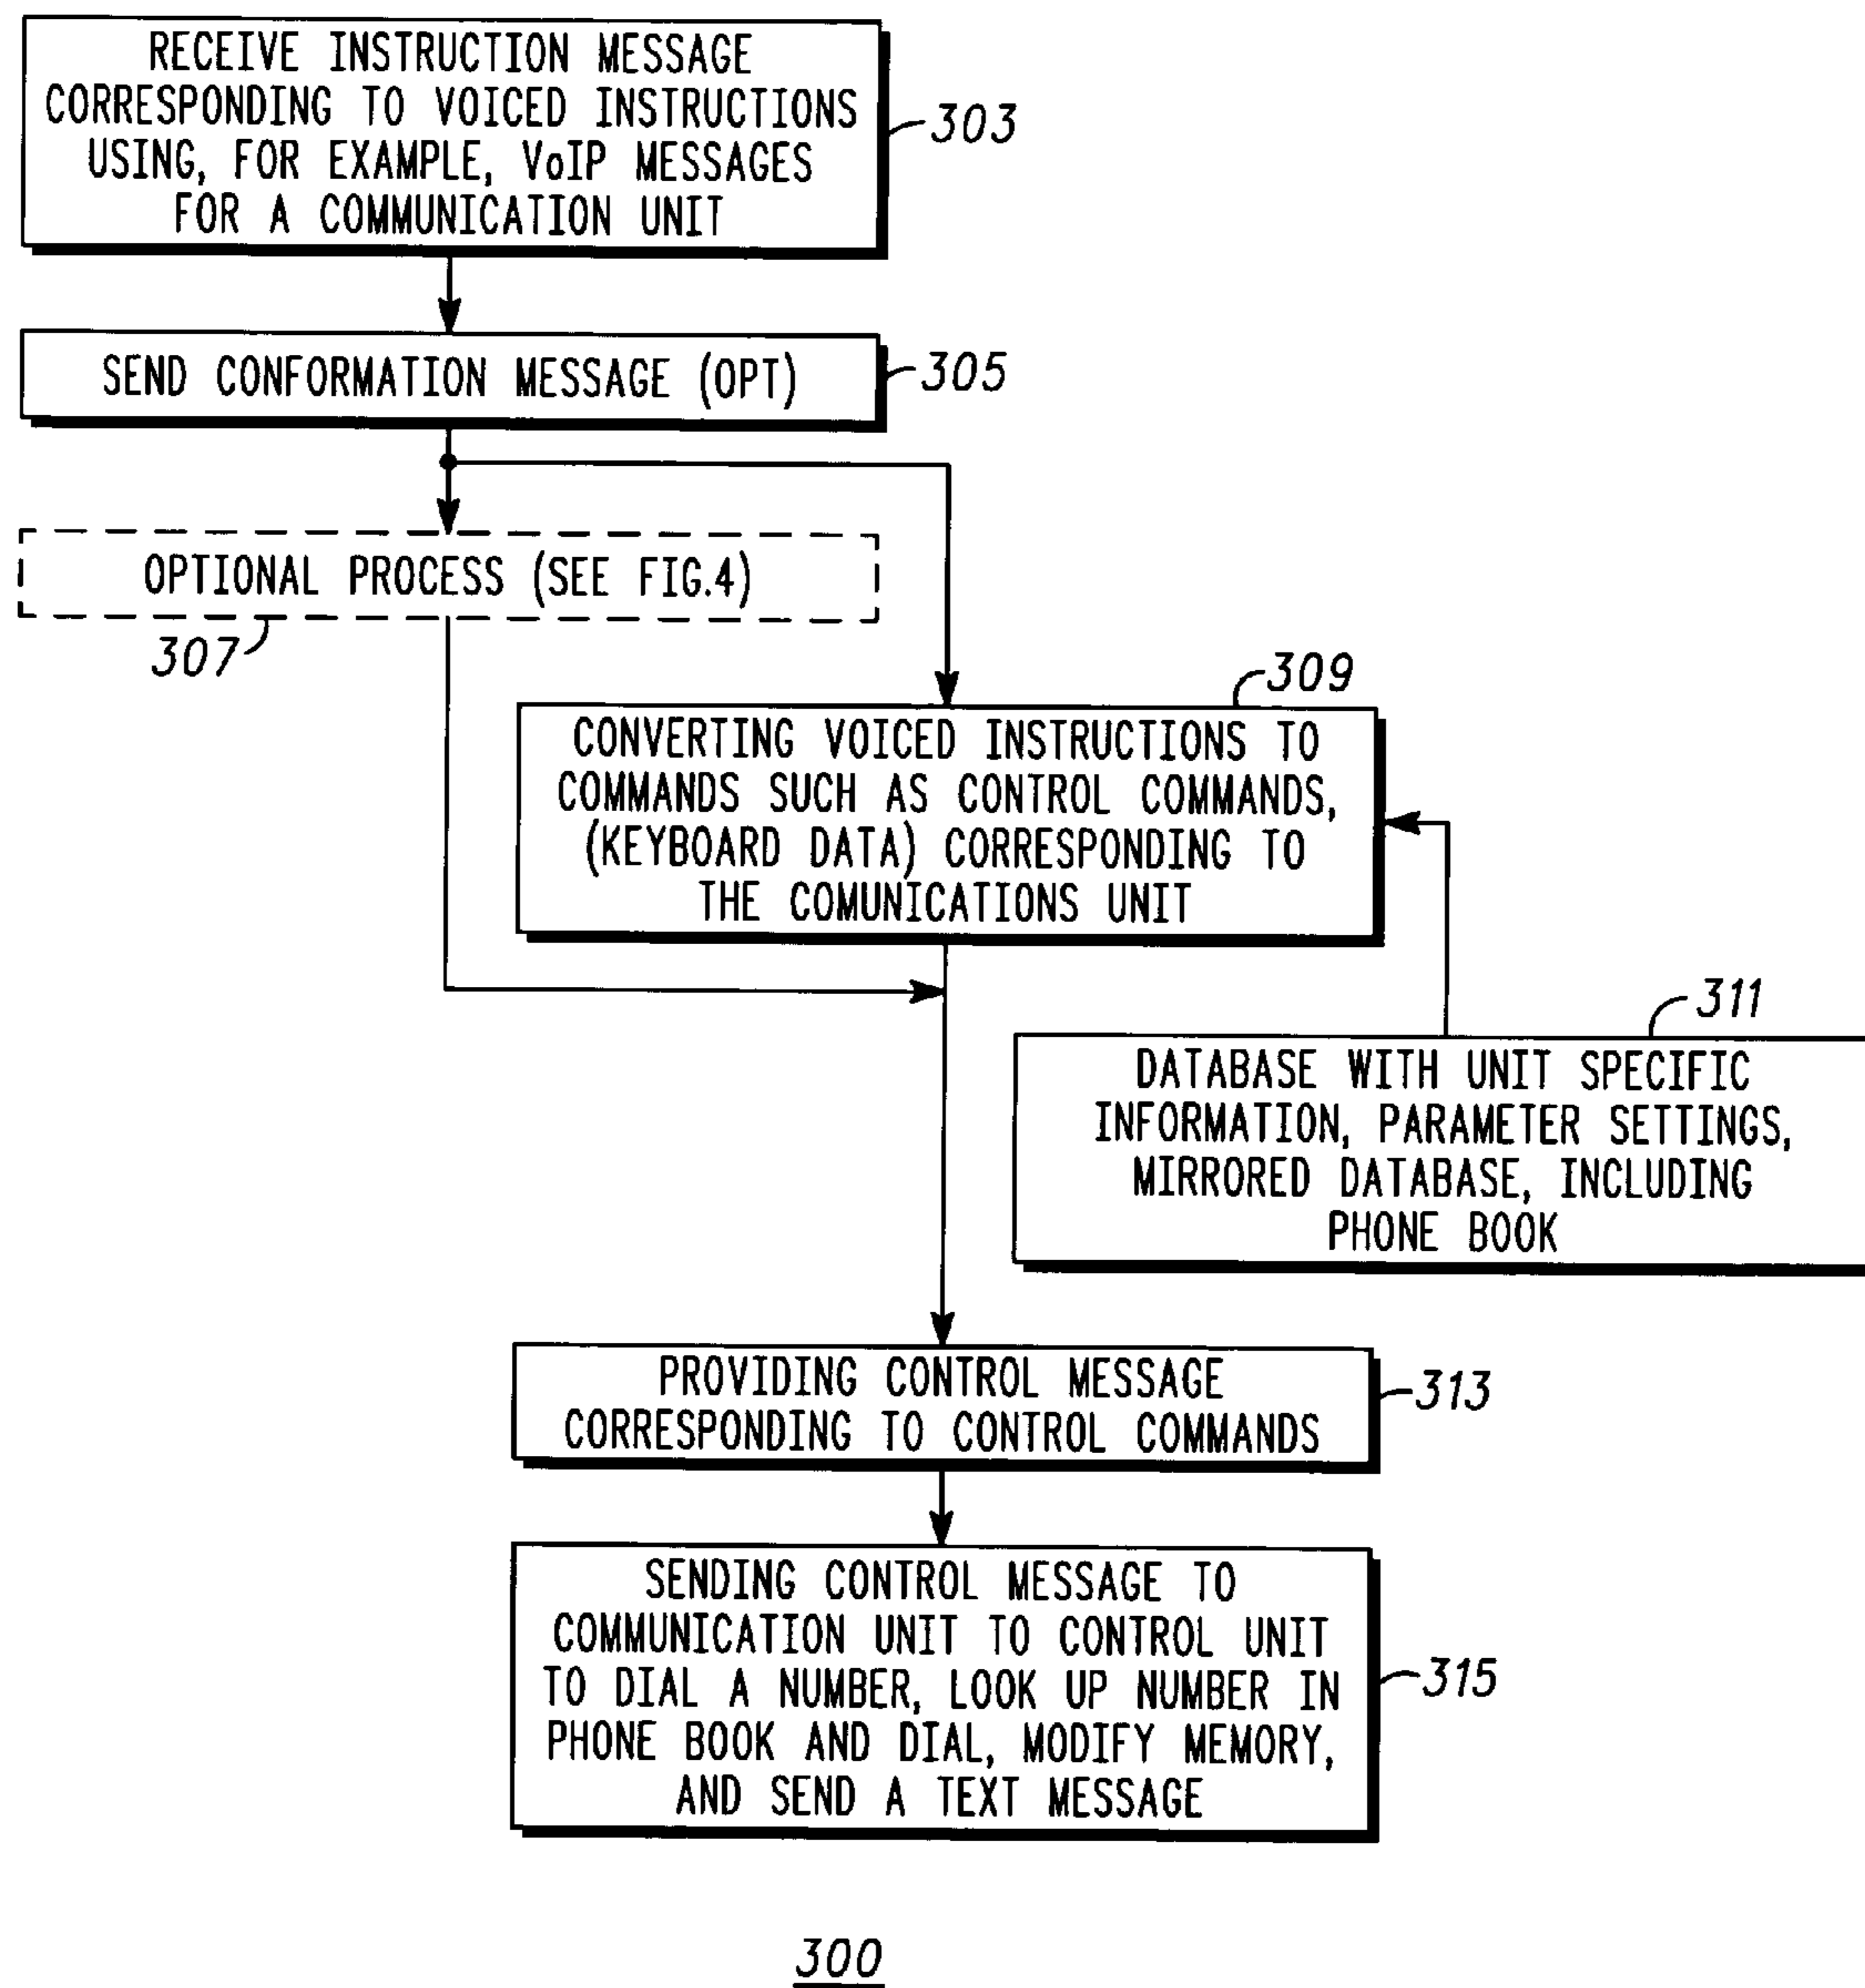 RECEIVE INSTRUCTION MESSAGE
CORRESPONDING TO VOICED INSTRUCTIONS
USING, FOR EXAMPLE, VoIP MESSAGES
FOR A COMMUNICATION UNIT
303
SEND CONFORMATION MESSAGE (OPT)
305
OPTIONAL PROCESS (SEE FIG.4)
307
309
CONVERTING VOICED INSTRUCTIONS TO
COMMANDS SUCH AS CONTROL COMMANDS,
(KEYBOARD DATA) CORRESPONDING TO
THE COMUNICATIONS UNIT
311
DATABASE WITH UNIT SPECIFIC
INFORMATION, PARAMETER SETTINGS,
MIRRORED DATABASE, INCLUDING
PHONE BOOK
PROVIDING CONTROL MESSAGE
CORRESPONDING TO CONTROL COMMANDS
313
SENDING CONTROL MESSAGE TO
COMMUNICATION UNIT TO CONTROL UNIT
TO DIAL A NUMBER, LOOK UP NUMBER IN
PHONE BOOK AND DIAL, MODIFY MEMORY,
AND SEND A TEXT MESSAGE
315
300